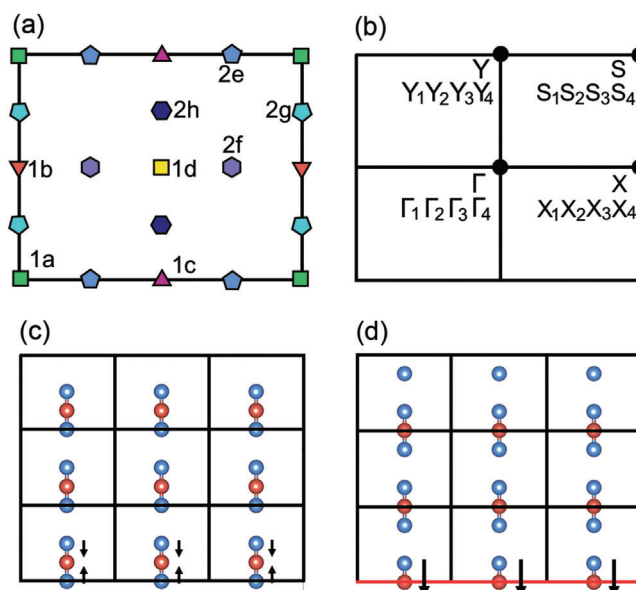 (a)
2e
2h
2g
2f
1b
1d
1a
1c
(b)
Y
S
Y₁Y₂Y₃Y₄
S₁S₂S₃S₄
Γ
X
Γ₁Γ₂Γ₃Γ₄
X₁X₂X₃X₄
(c)
(d)